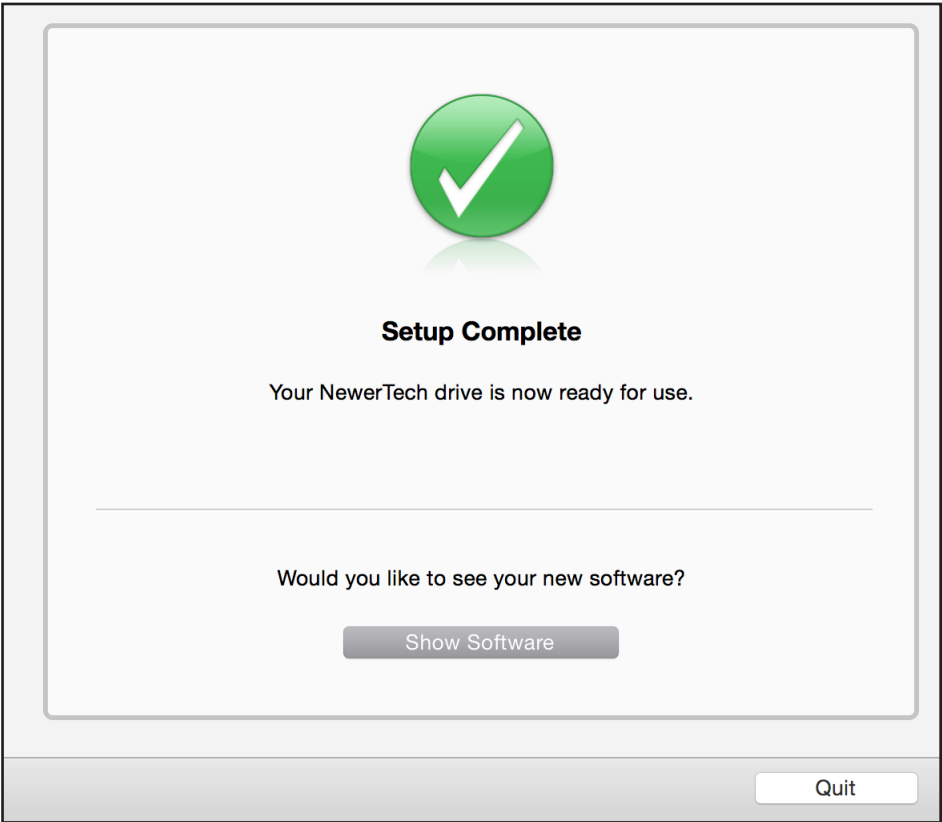 Setup Complete
Your NewerTech drive is now ready for use.
Would you like to see your new software?
Show Software
Quit